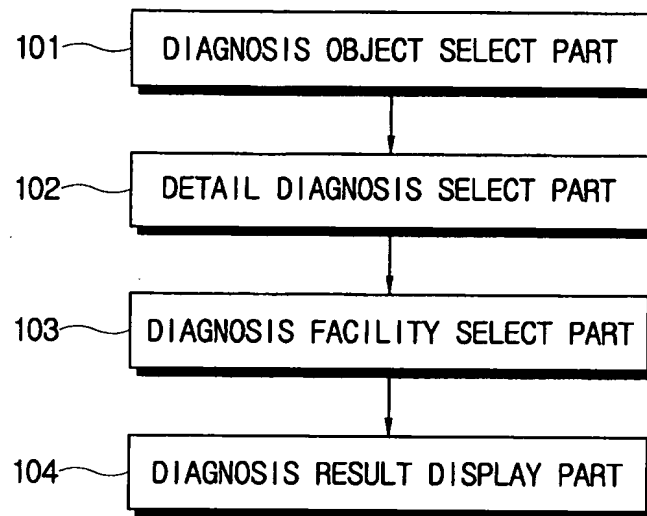 101 DIAGNOSIS OBJECT SELECT PART
102 DETAIL DIAGNOSIS SELECT PART
103 DIAGNOSIS FACILITY SELECT PART
104 DIAGNOSIS RESULT DISPLAY PART